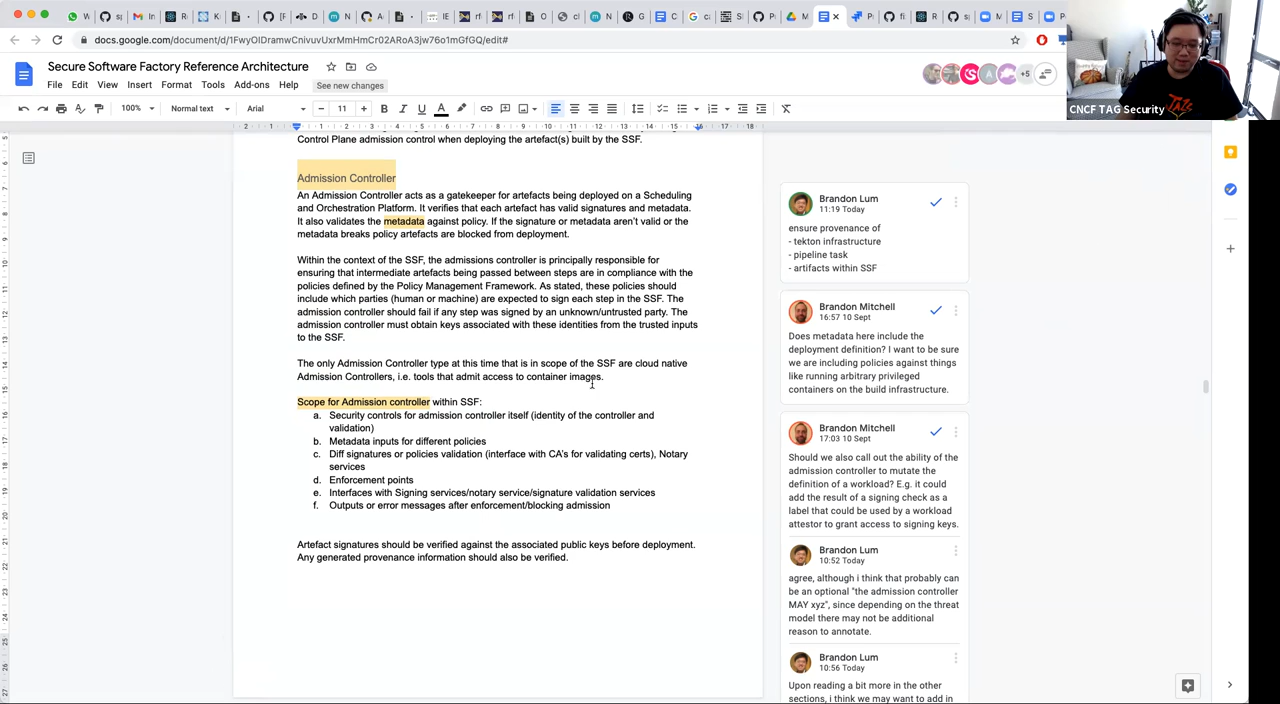 docs.google.com/document/d/1FwyOIDramwCnivuvUxrMmHmCr02ARoA3jw76o1mGfGQ/edit#
Secure Software Factory Reference Architecture
File Edit View Insert Format Tools Add-ons Help See new changes
+5
CNCF TAG Security
100% Normal text Arial 11
2 1 1 2 3 4 5 6 7 8 9 10 11 12 13 14 15 16 17 18
Control Plane admission control when deploying the artefact(s) built by the SSF.
Admission Controller
An Admission Controller acts as a gatekeeper for artefacts being deployed on a Scheduling
and Orchestration Platform. It verifies that each artefact has valid signatures and metadata.
It also validates the metadata against policy. If the signature or metadata aren't valid or the
metadata breaks policy artefacts are blocked from deployment.
Within the context of the SSF, the admissions controller is principally responsible for
ensuring that intermediate artefacts being passed between steps are in compliance with the
policies defined by the Policy Management Framework. As stated, these policies should
include which parties (human or machine) are expected to sign each step in the SSF. The
admission controller should fail if any step was signed by an unknown/untrusted party. The
admission controller must obtain keys associated with these identities from the trusted inputs
to the SSF.
The only Admission Controller type at this time that is in scope of the SSF are cloud native
Admission Controllers, i.e. tools that admit access to container images.
Scope for Admission controller within SSF:
a. Security controls for admission controller itself (identity of the controller and
validation)
b. Metadata inputs for different policies
c. Diff signatures or policies validation (interface with CA's for validating certs), Notary
services
d. Enforcement points
e. Interfaces with Signing services/notary service/signature validation services
f. Outputs or error messages after enforcement/blocking admission
Artefact signatures should be verified against the associated public keys before deployment.
Any generated provenance information should also be verified.
Brandon Lum
11:19 Today
ensure provenance of
- tekton infrastructure
- pipeline task
- artifacts within SSF
Brandon Mitchell
16:57 10 Sept
Does metadata here include the
deployment definition? I want to be sure
we are including policies against things
like running arbitrary privileged
containers on the build infrastructure.
Brandon Mitchell
17:03 10 Sept
Should we also call out the ability of the
admission controller to mutate the
definition of a workload? E.g. it could
add the result of a signing check as a
label that could be used by a workload
attestor to grant access to signing keys.
Brandon Lum
10:52 Today
agree, although i think that probably can
be an optional "the admission controller
MAY xyz", since depending on the threat
model there may not be additional
reason to annotate.
Brandon Lum
10:56 Today
Upon reading a bit more in the other
sections, i think we may want to add in